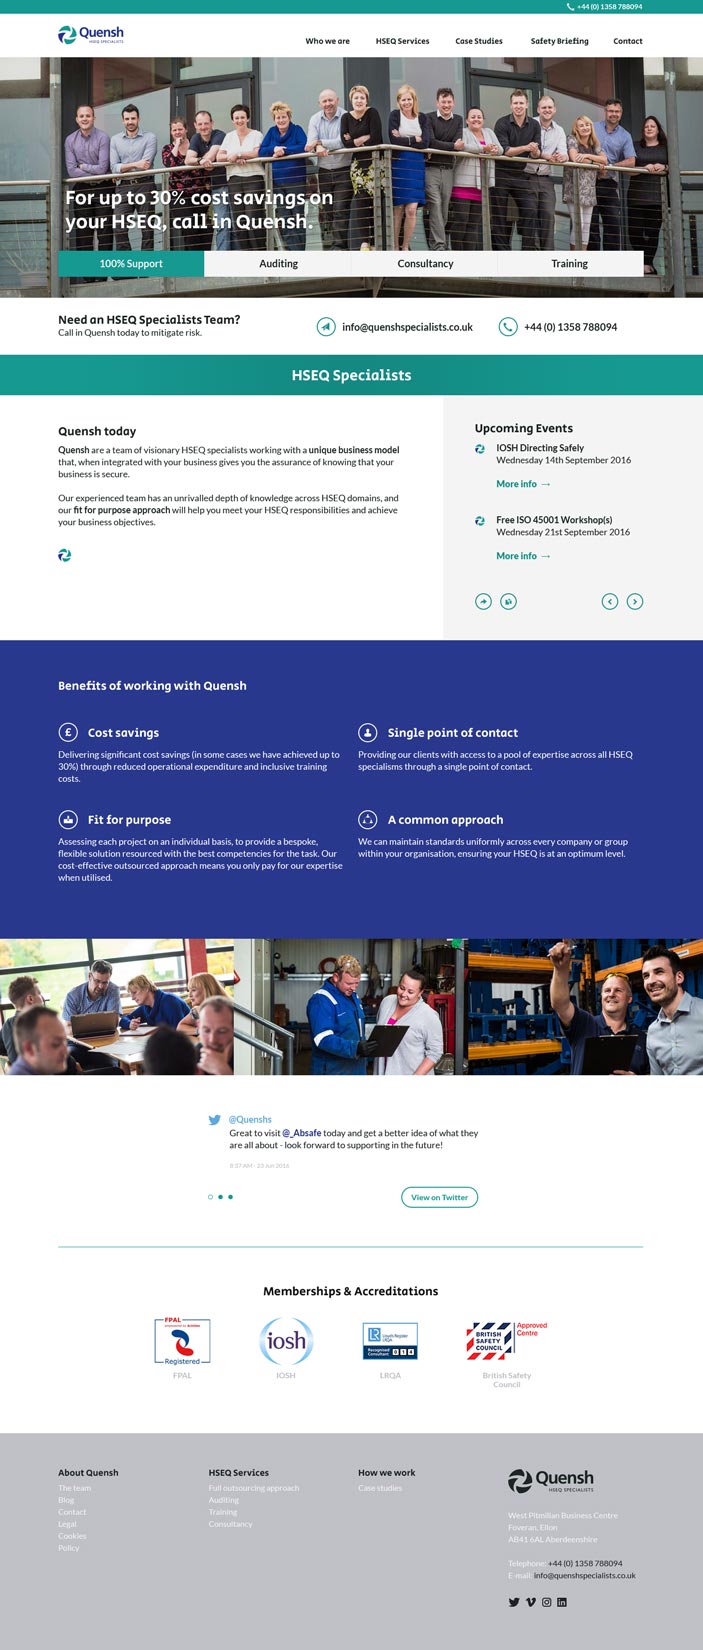 +44 (0) 1358 788094
Quensh
HSEQ SPECIALISTS
Who we are
HSEQ Services
Case Studies
Safety Briefing
Contact
For up to 30% cost savings on
your HSEQ, call in Quensh.
100% Support
Auditing
Consultancy
Training
Need an HSEQ Specialists Team?
Call in Quensh today to mitigate risk.
info@quenshspecialists.co.uk
+44 (0) 1358 788094
HSEQ Specialists
Quensh today
Quensh are a team of visionary HSEQ specialists working with a unique business model
that, when integrated with your business gives you the assurance of knowing that your
business is secure.
Our experienced team has an unrivalled depth of knowledge across HSEQ domains, and
our fit for purpose approach will help you meet your HSEQ responsibilities and achieve
your business objectives.
Upcoming Events
IOSH Directing Safely
Wednesday 14th September 2016
More info →
Free ISO 45001 Workshop(s)
Wednesday 21st September 2016
More info →
Benefits of working with Quensh
£
Cost savings
Delivering significant cost savings (in some cases we have achieved up to
30%) through reduced operational expenditure and inclusive training
costs.
Single point of contact
Providing our clients with access to a pool of expertise across all HSEQ
specialisms through a single point of contact.
Fit for purpose
Assessing each project on an individual basis, to provide a bespoke,
flexible solution resourced with the best competencies for the task. Our
cost-effective outsourced approach means you only pay for our expertise
when utilised.
A common approach
We can maintain standards uniformly across every company or group
within your organisation, ensuring your HSEQ is at an optimum level.
@Quenshs
Great to visit @_Absafe today and get a better idea of what they
are all about - look forward to supporting in the future!
8:37 AM - 23 Jun 2016
View on Twitter
Memberships & Accreditations
FPAL
Registered
iosh
LR
Lloyd's Register
LRQA
Recognised
Consultant
014
BRITISH
SAFETY
COUNCIL
Approved
Centre
FPAL
IOSH
LRQA
British Safety
Council
About Quensh
The team
Blog
Contact
Legal
Cookies
Policy
HSEQ Services
Full outsourcing approach
Auditing
Training
Consultancy
How we work
Case studies
Quensh
HSEQ SPECIALISTS
West Pitmillan Business Centre
Foveran, Ellon
AB41 6AL Aberdeenshire
Telephone: +44 (0) 1358 788094
E-mail: info@quenshspecialists.co.uk